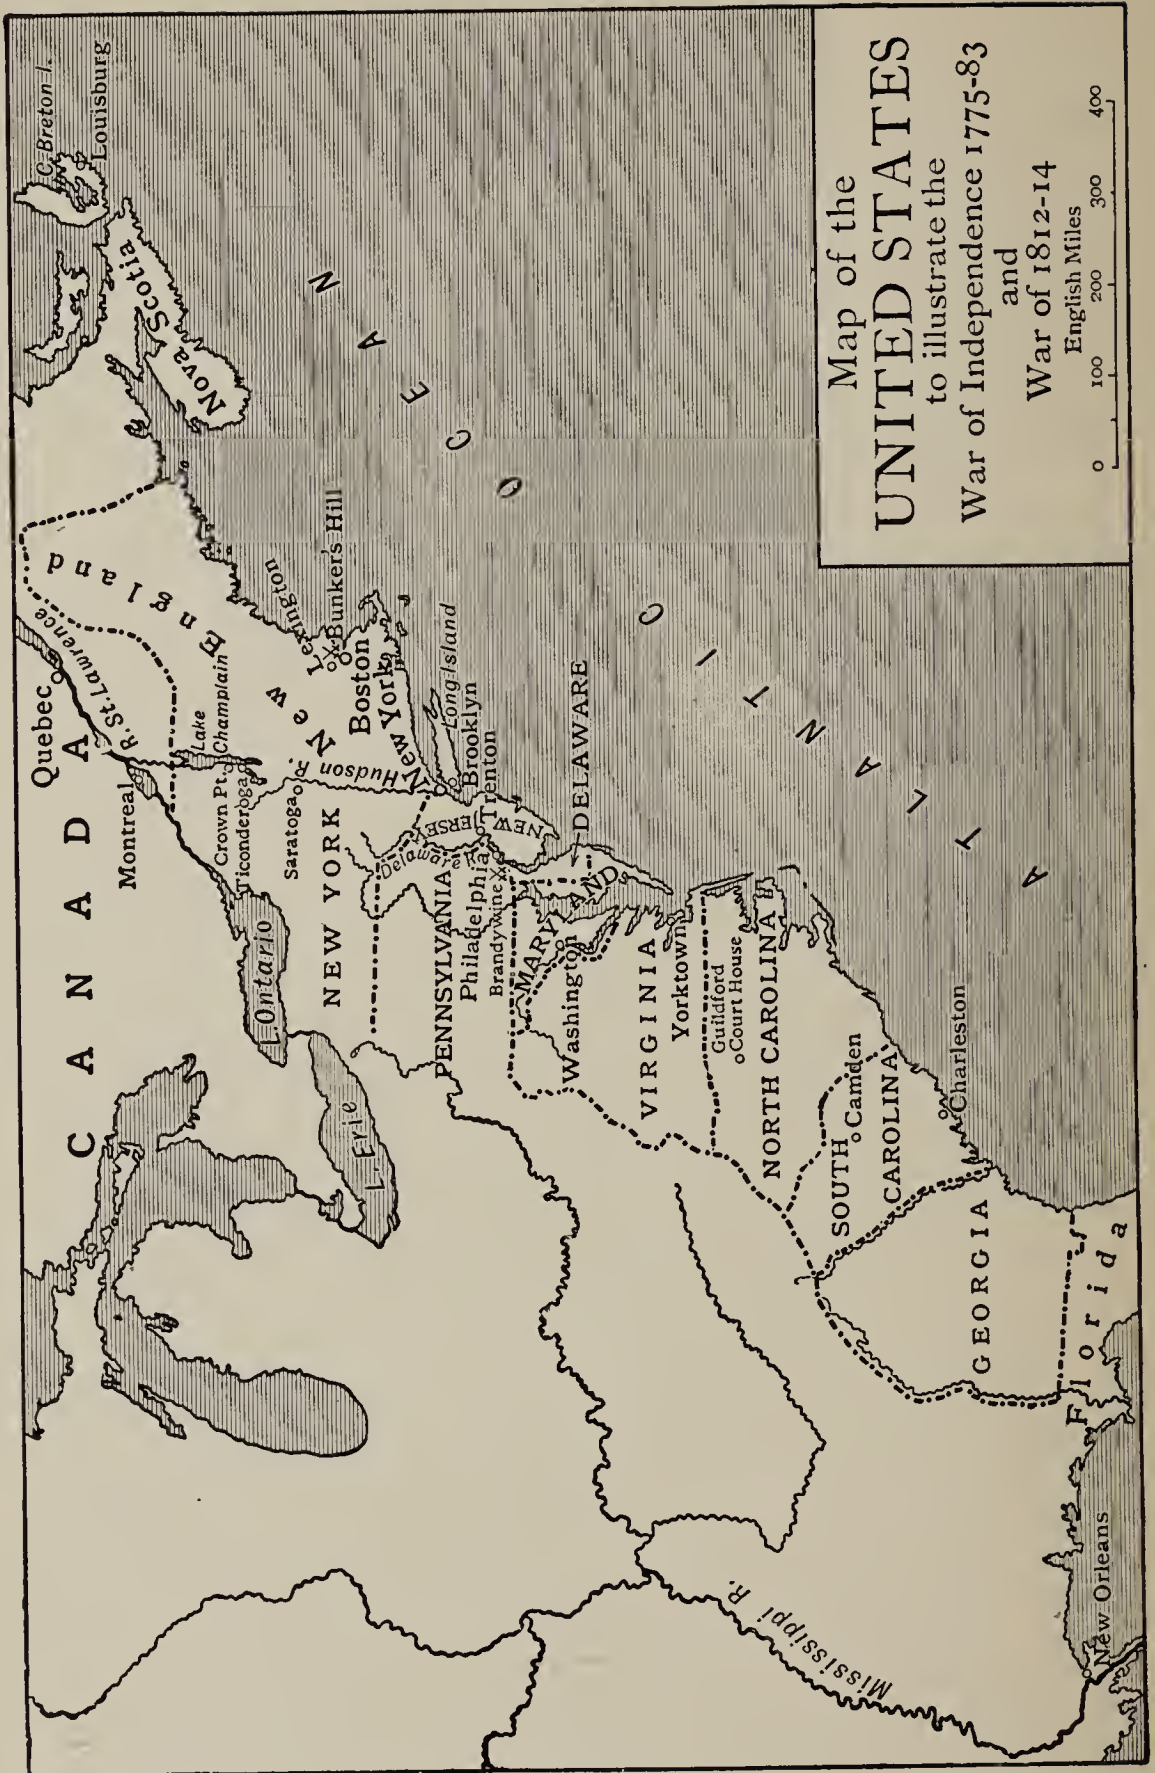 Map of the
UNITED STATES
to illustrate the
War of Independence 1775-83
and
War of 1812-14
English Miles
0 100 200 300 400
CANADA
Quebec
R. St. Lawrence
Montreal
C. Breton I.
Louisburg
Nova Scotia
New England
Lake
Champlain
Crown Pt.
Ticonderoga
Saratoga
Hudson R.
Lexington
Bunker's Hill
Boston
New York
Long Island
Brooklyn
Trenton
NEW JERSEY
NEW YORK
L. Ontario
L. Erie
Delaware R.
PENNSYLVANIA
Philadelphia
Brandywine
DELAWARE
MARYLAND
Washington
VIRGINIA
Yorktown
Guildford
Court House
NORTH CAROLINA
SOUTH
CAROLINA
Camden
Charleston
GEORGIA
Florida
New Orleans
Mississippi R.
ATLANTIC OCEAN